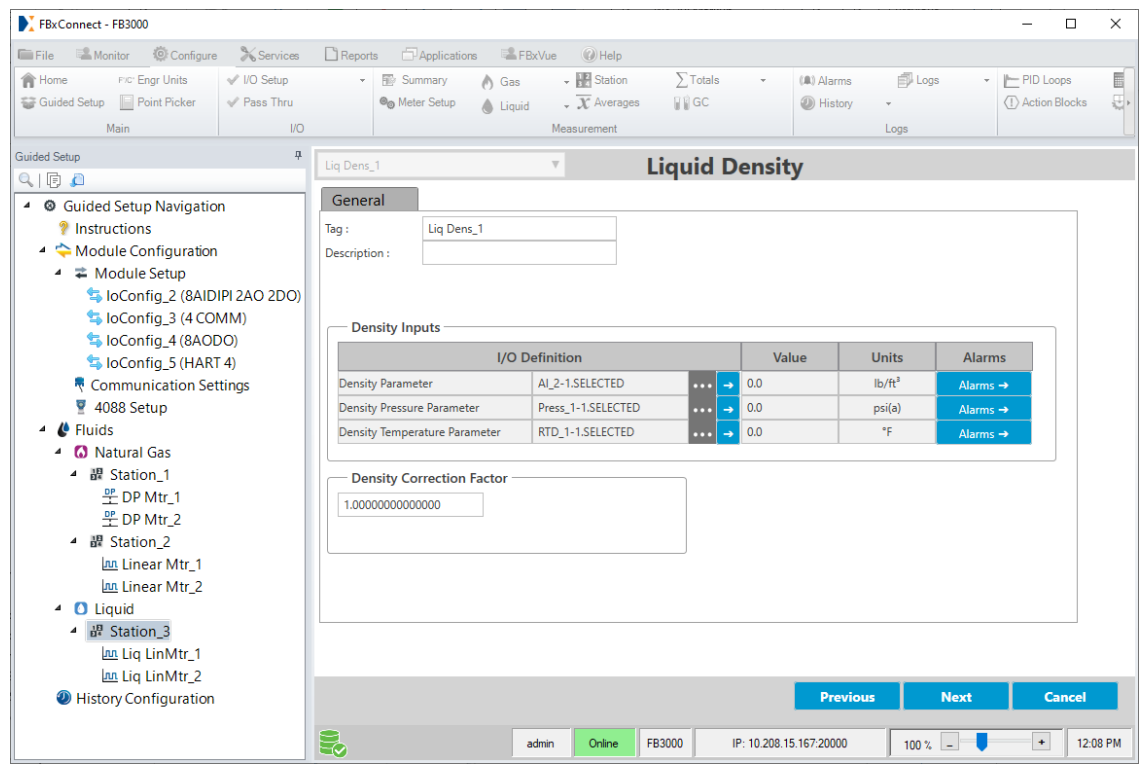 FBxConnect - FB3000
File Monitor Configure Services Reports Applications FBxVue Help
Home FIC Engr Units I/O Setup Summary Gas Station Totals Alarms Logs PID Loops
Guided Setup Point Picker Pass Thru Meter Setup Liquid Averages GC History Action Blocks
Main I/O Measurement Logs
Guided Setup
Guided Setup Navigation
Instructions
Module Configuration
Module Setup
IoConfig_2 (8AIDIPI 2AO 2DO)
IoConfig_3 (4 COMM)
IoConfig_4 (8AODO)
IoConfig_5 (HART 4)
Communication Settings
4088 Setup
Fluids
Natural Gas
Station_1
DP Mtr_1
DP Mtr_2
Station_2
Linear Mtr_1
Linear Mtr_2
Liquid
Station_3
Liq LinMtr_1
Liq LinMtr_2
History Configuration
Liq Dens_1
Liquid Density
General
Tag : Liq Dens_1
Description :
Density Inputs
I/O Definition Value Units Alarms
Density Parameter AI_2-1.SELECTED ... → 0.0 lb/ft³ Alarms →
Density Pressure Parameter Press_1-1.SELECTED ... → 0.0 psi(a) Alarms →
Density Temperature Parameter RTD_1-1.SELECTED ... → 0.0 °F Alarms →
Density Correction Factor
1.00000000000000
Previous Next Cancel
admin Online FB3000 IP: 10.208.15.167:20000 100 % - + 12:08 PM